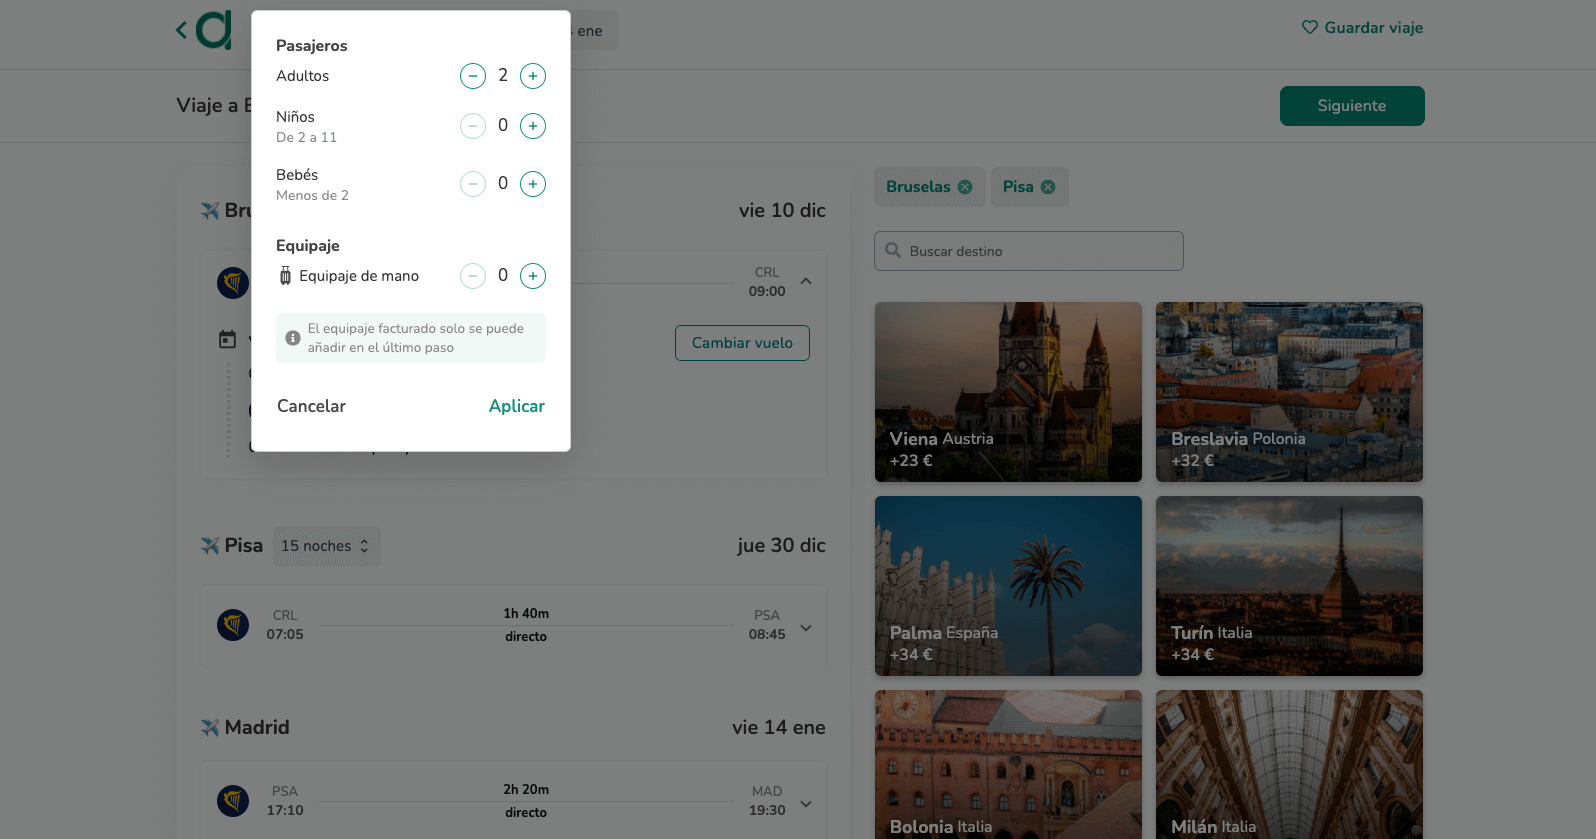 ene
Guardar viaje
Viaje a
Siguiente
Pasajeros
Adultos
2
Niños
De 2 a 11
0
Bebés
Menos de 2
0
Equipaje
Equipaje de mano
0
El equipaje facturado solo se puede
añadir en el último paso
Cancelar
Aplicar
Bru
vie 10 dic
CRL
09:00
Cambiar vuelo
Pisa
15 noches
jue 30 dic
CRL
07:05
1h 40m
directo
PSA
08:45
Madrid
vie 14 ene
PSA
17:10
2h 20m
directo
MAD
19:30
Bruselas
Pisa
Buscar destino
Viena Austria
+23 €
Breslavia Polonia
+32 €
Palma España
+34 €
Turín Italia
+34 €
Bolonia Italia
Milán Italia